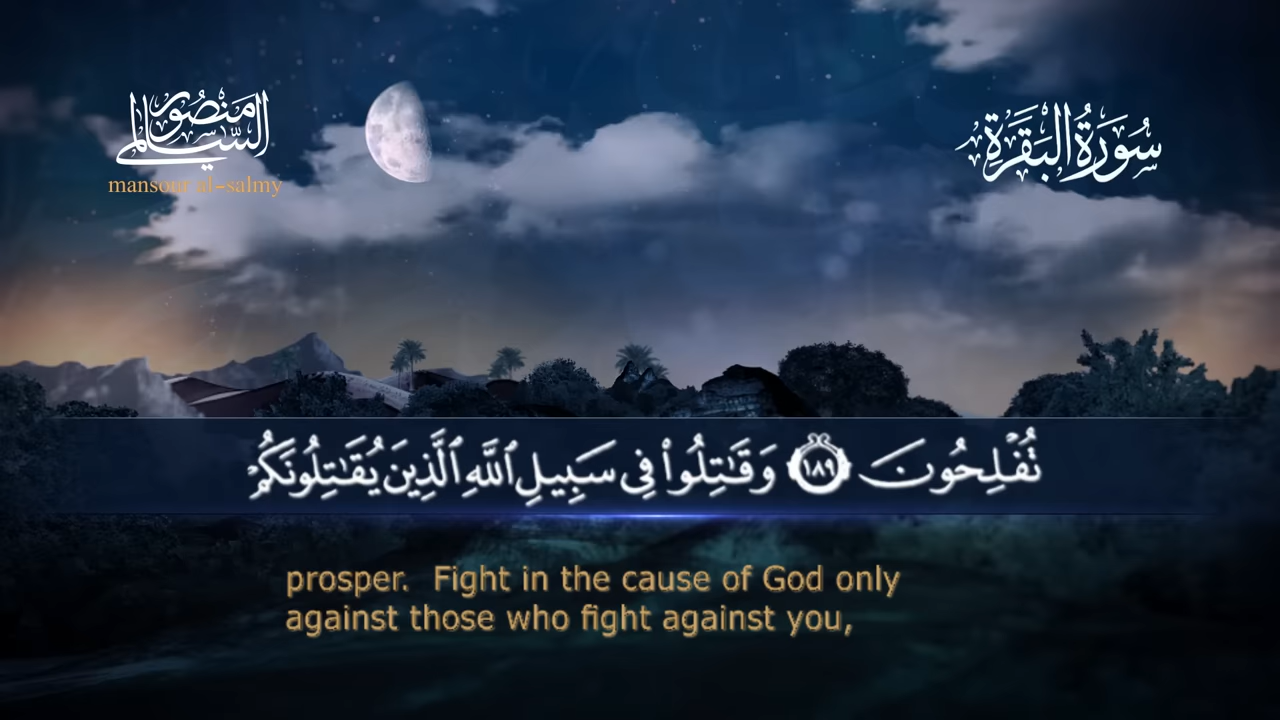 منصور السالمي
mansour al-salmy
سُورَةُ البَقَرَةِ
تُفْلِحُونَ ١٨٩ وَقَـٰتِلُوا۟ فِى سَبِيلِ ٱللَّهِ ٱلَّذِينَ يُقَـٰتِلُونَكُمْ
prosper. Fight in the cause of God only
against those who fight against you,